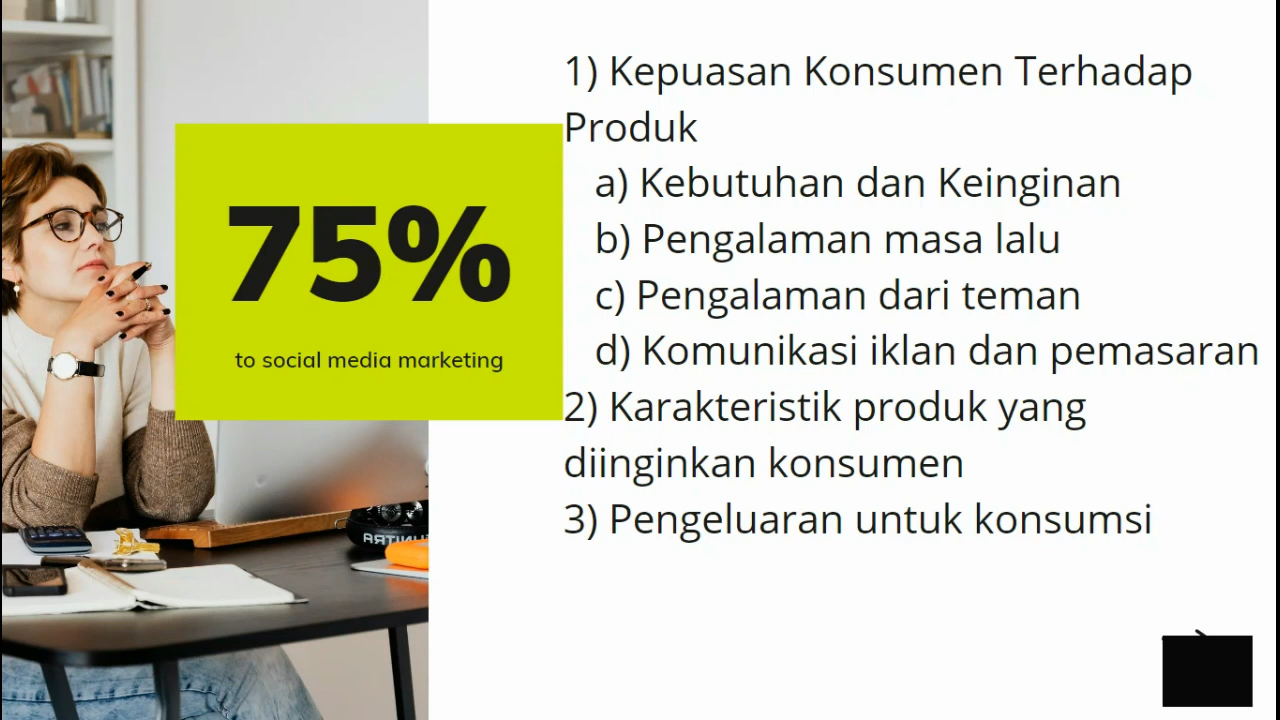 75%
to social media marketing
1) Kepuasan Konsumen Terhadap
Produk
a) Kebutuhan dan Keinginan
b) Pengalaman masa lalu
c) Pengalaman dari teman
d) Komunikasi iklan dan pemasaran
2) Karakteristik produk yang
diinginkan konsumen
3) Pengeluaran untuk konsumsi